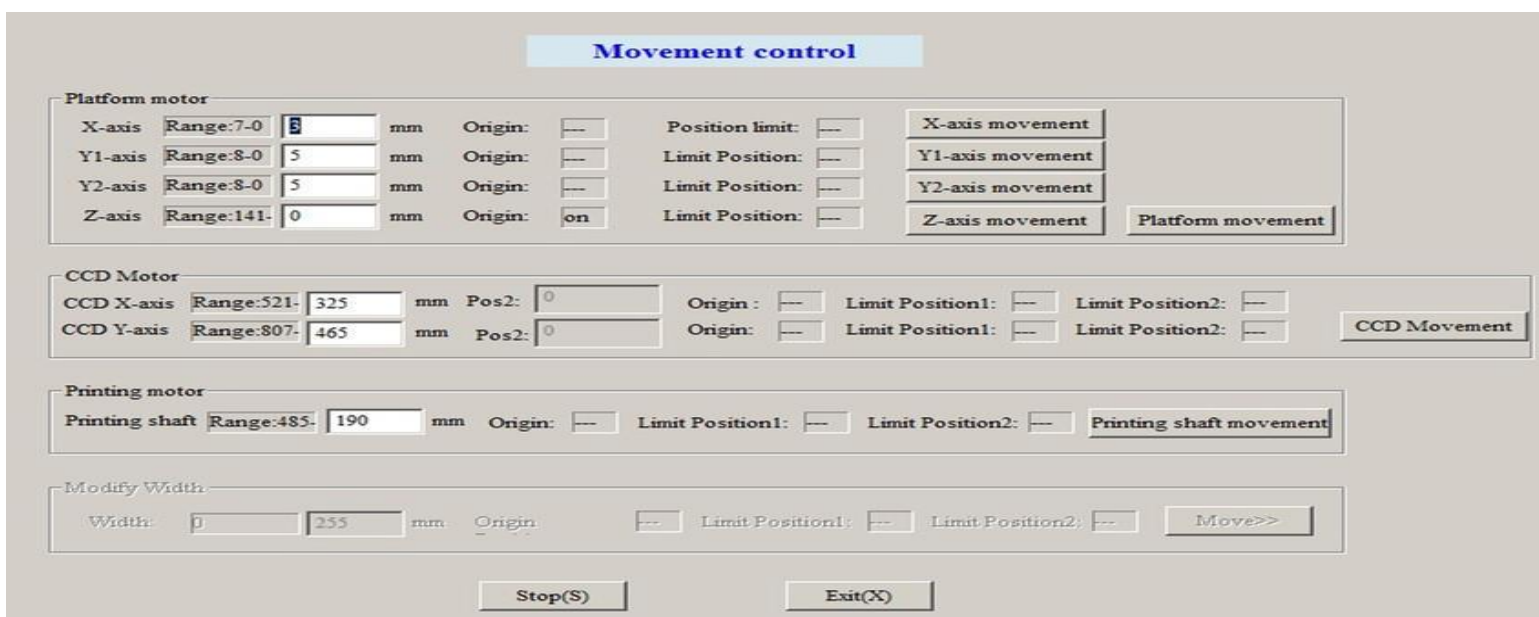 Movement control
Platform motor
X-axis Range:7-0 3 mm Origin: --- Position limit: --- X-axis movement
Y1-axis Range:8-0 5 mm Origin: --- Limit Position: --- Y1-axis movement
Y2-axis Range:8-0 5 mm Origin: --- Limit Position: --- Y2-axis movement
Z-axis Range:141- 0 mm Origin: on Limit Position: --- Z-axis movement Platform movement
CCD Motor
CCD X-axis Range:521- 325 mm Pos2: 0 Origin : --- Limit Position1: --- Limit Position2: ---
CCD Y-axis Range:807- 465 mm Pos2: 0 Origin: --- Limit Position1: --- Limit Position2: --- CCD Movement
Printing motor
Printing shaft Range:485- 190 mm Origin: --- Limit Position1: --- Limit Position2: --- Printing shaft movement
Modify Width
Width: 0 255 mm Origin --- Limit Position1: --- Limit Position2: --- Move>>
Stop(S) Exit(X)